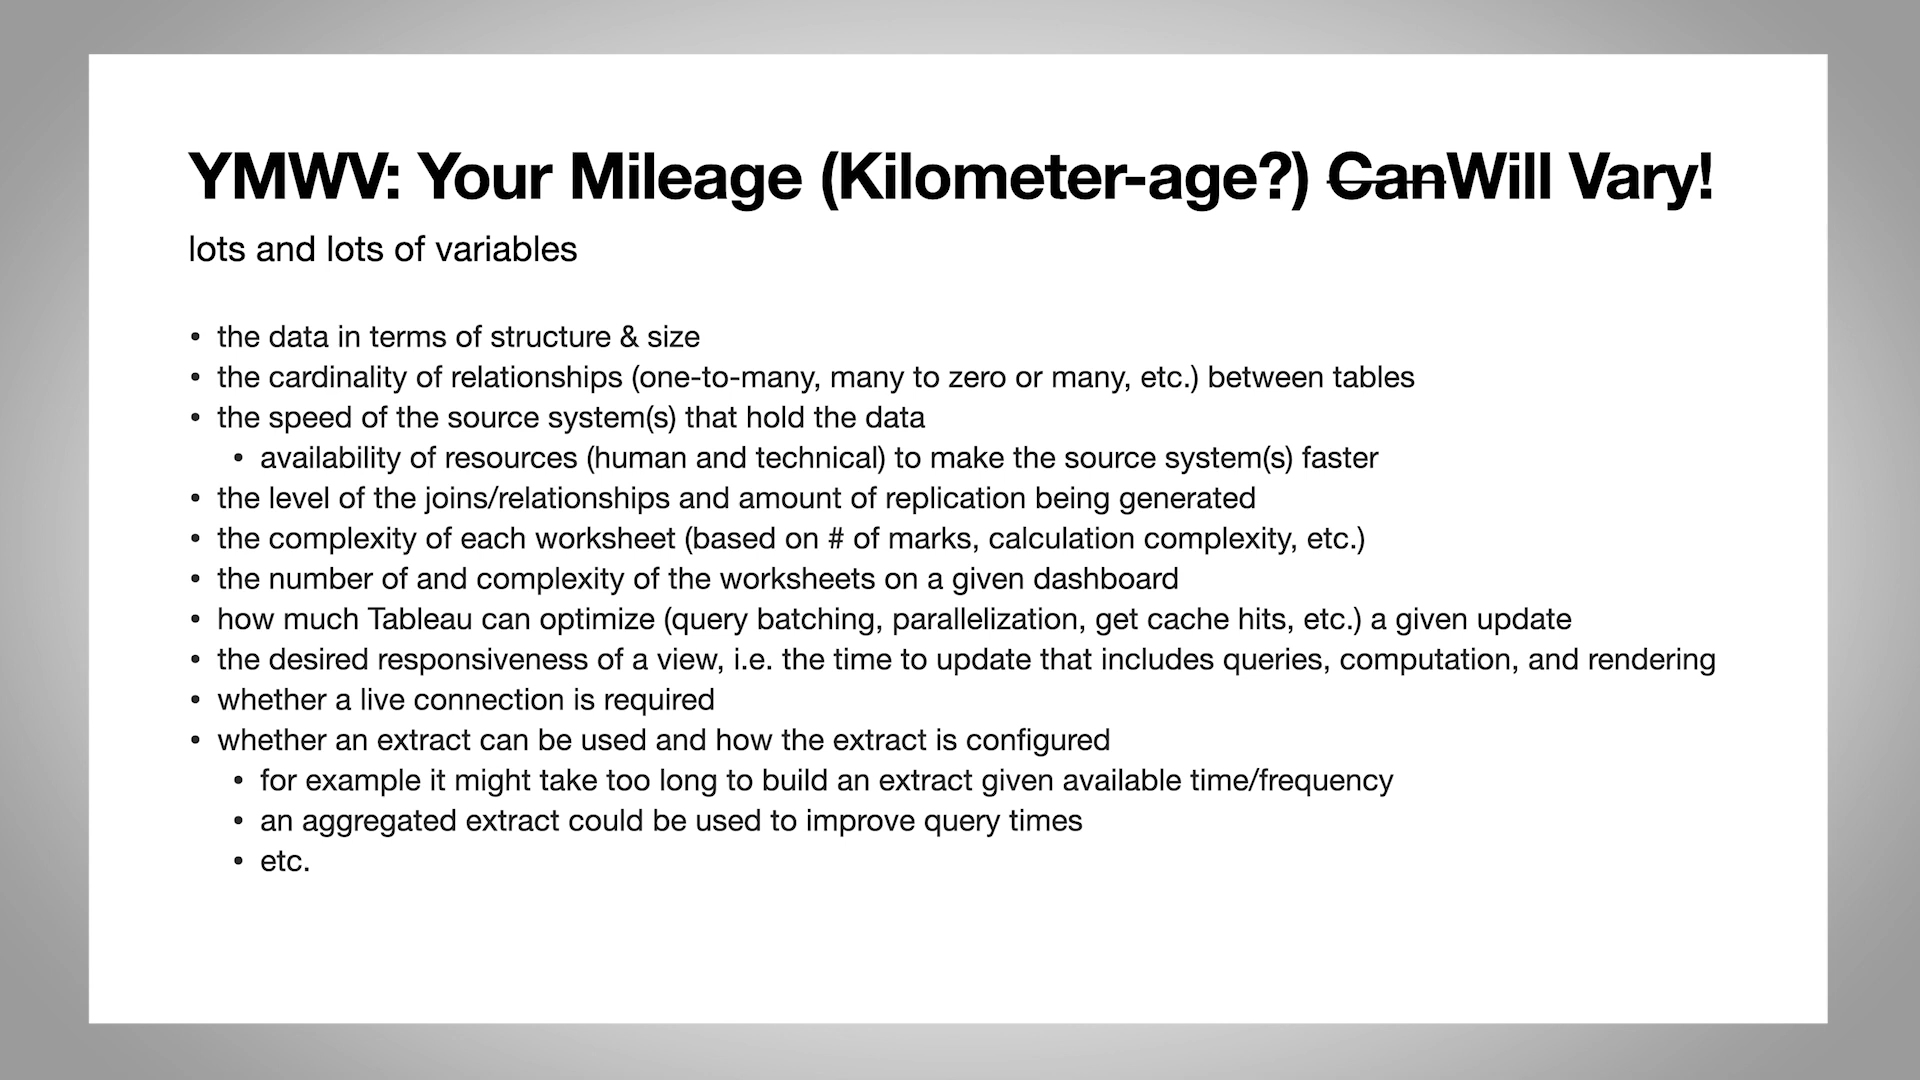 YMWV: Your Mileage (Kilometer-age?) CanWill Vary!
lots and lots of variables
• the data in terms of structure & size
• the cardinality of relationships (one-to-many, many to zero or many, etc.) between tables
• the speed of the source system(s) that hold the data
• availability of resources (human and technical) to make the source system(s) faster
• the level of the joins/relationships and amount of replication being generated
• the complexity of each worksheet (based on # of marks, calculation complexity, etc.)
• the number of and complexity of the worksheets on a given dashboard
• how much Tableau can optimize (query batching, parallelization, get cache hits, etc.) a given update
• the desired responsiveness of a view, i.e. the time to update that includes queries, computation, and rendering
• whether a live connection is required
• whether an extract can be used and how the extract is configured
• for example it might take too long to build an extract given available time/frequency
• an aggregated extract could be used to improve query times
• etc.